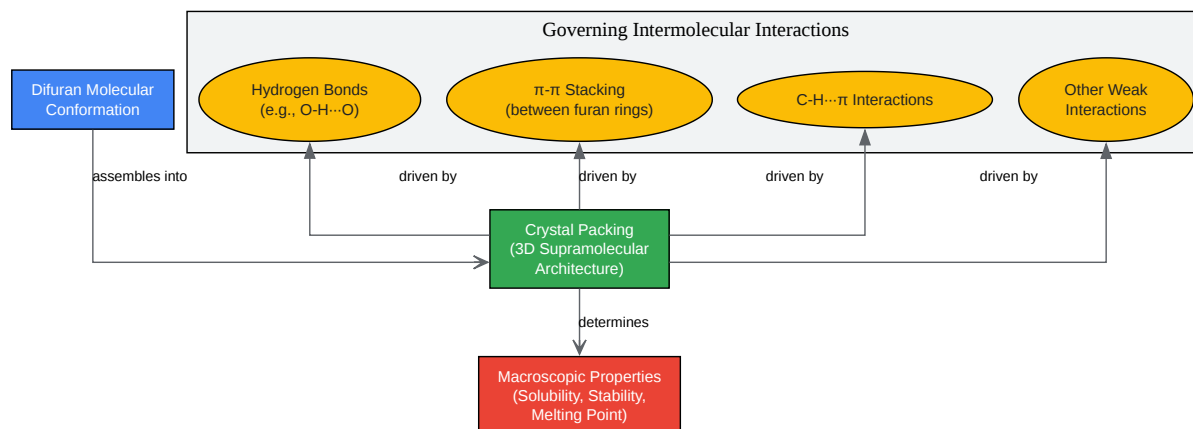 Governing Intermolecular Interactions
Difuran Molecular
Conformation
Hydrogen Bonds
(e.g., O-H···O)
π-π Stacking
(between furan rings)
C-H···π Interactions
Other Weak
Interactions
assembles into
driven by
driven by
driven by
driven by
Crystal Packing
(3D Supramolecular
Architecture)
determines
Macroscopic Properties
(Solubility, Stability,
Melting Point)